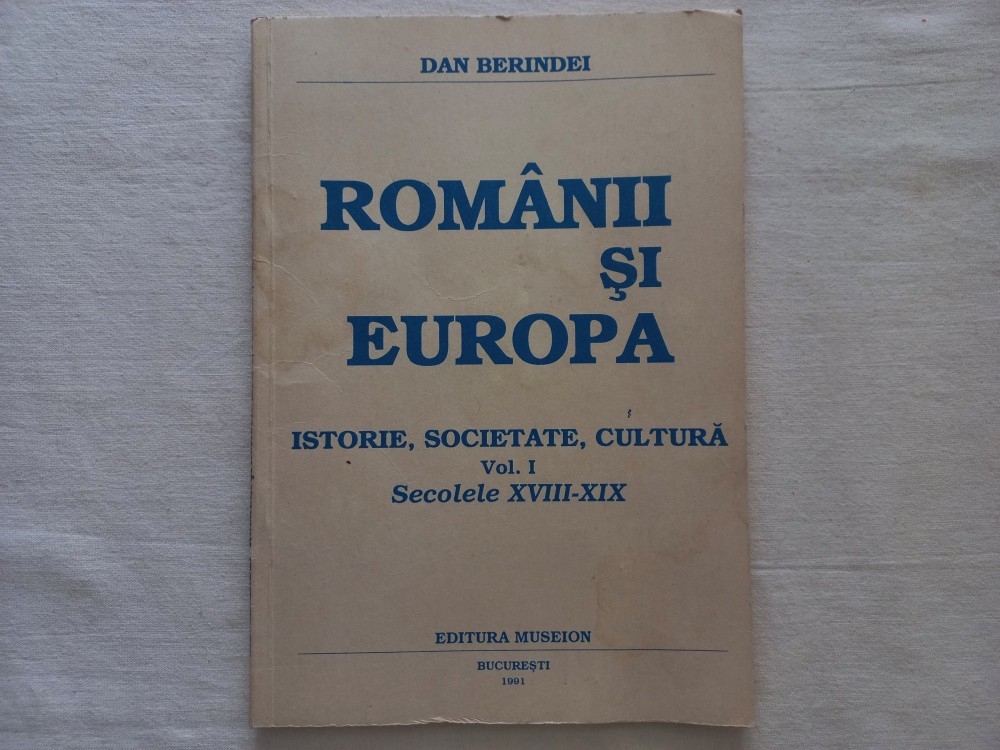 DAN BERINDEI
ROMÂNII
ŞI
EUROPA
ISTORIE, SOCIETATE, CULTURĂ
Vol. I
Secolele XVIII-XIX
EDITURA MUSEION
BUCUREŞTI
1991